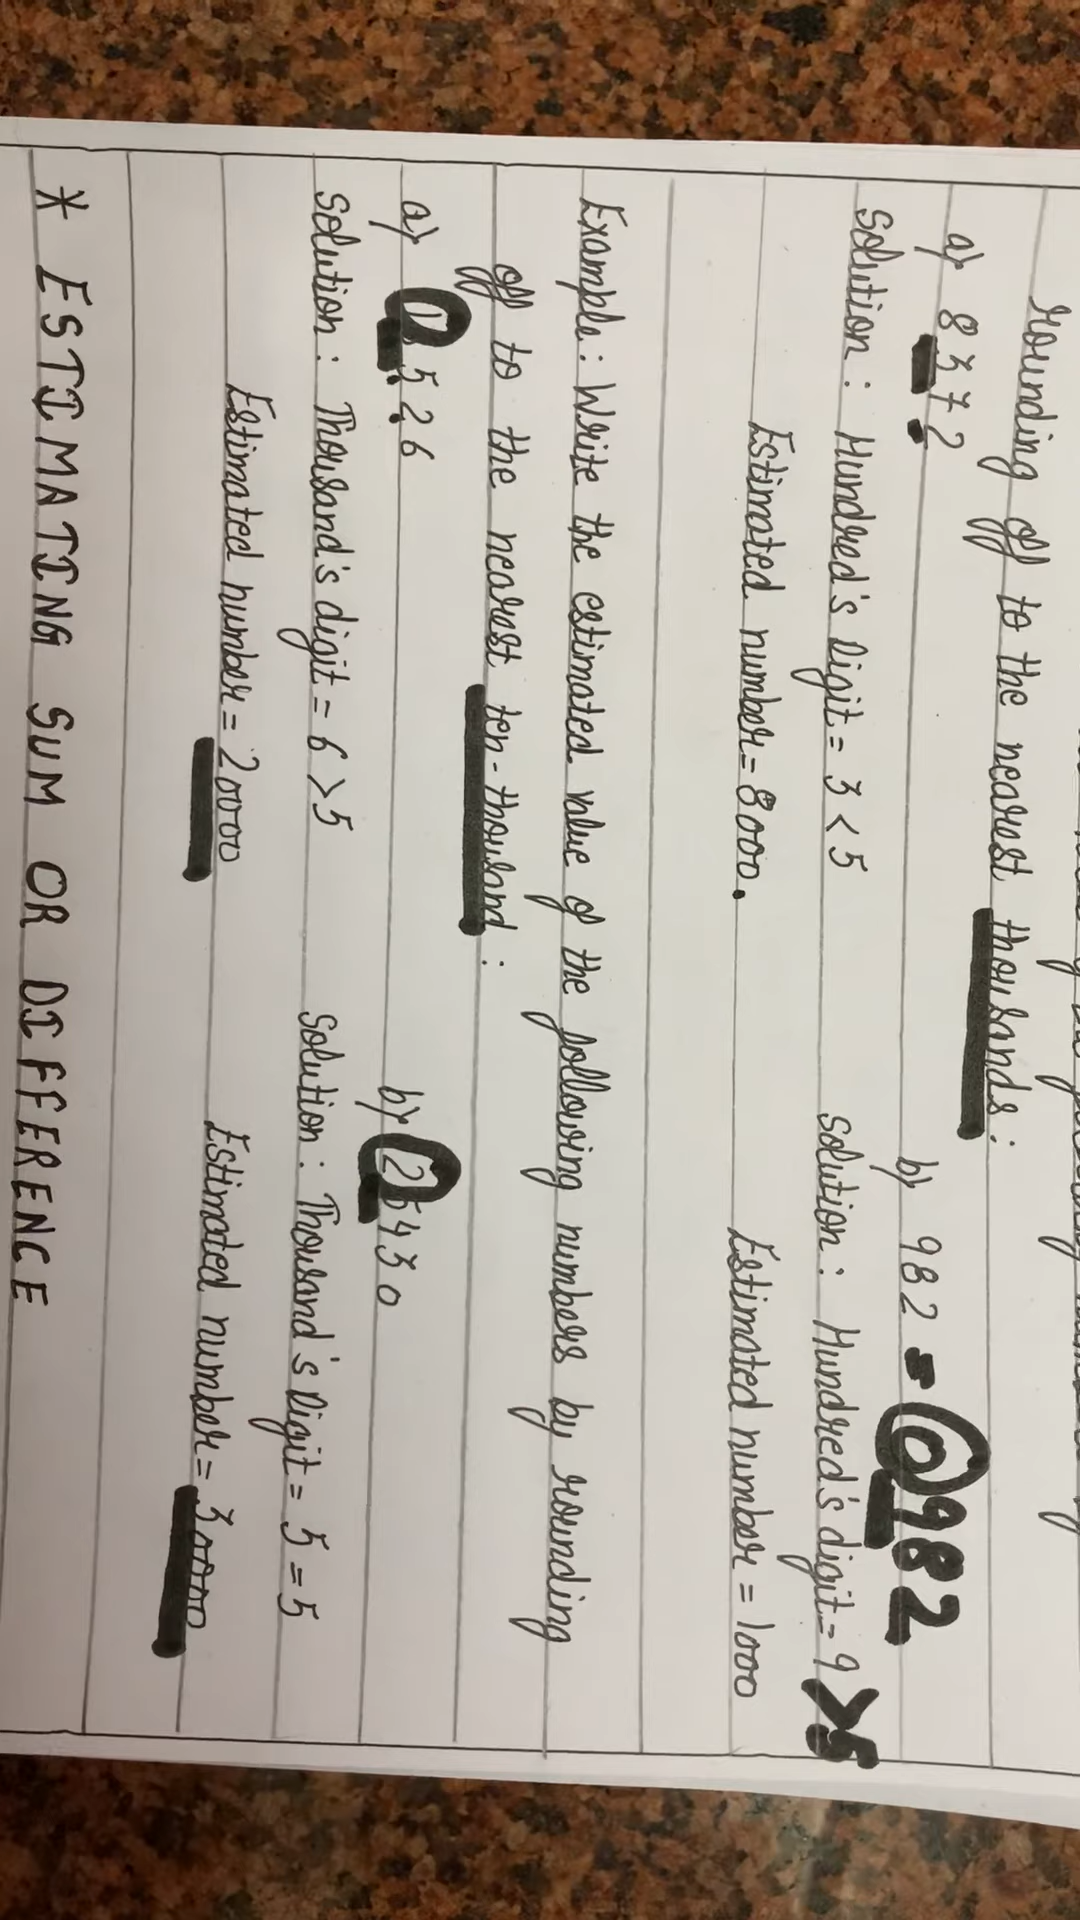 rounding off to the nearest thousands:
a) 8372 b) 982 = 0982
Solution: Hundred's Digit = 3 < 5 Solution: Hundred's digit = 9 > 5
Estimated number = 8000. Estimated number = 1000
Example: Write the estimated value of the following numbers by rounding
off to the nearest ten-thousand:
a) 526 b) 25430
Solution: Thousand's digit = 6 > 5 Solution: Thousand's Digit = 5 = 5
Estimated number = 20000 Estimated number = 30000
* ESTIMATING SUM OR DIFFERENCE